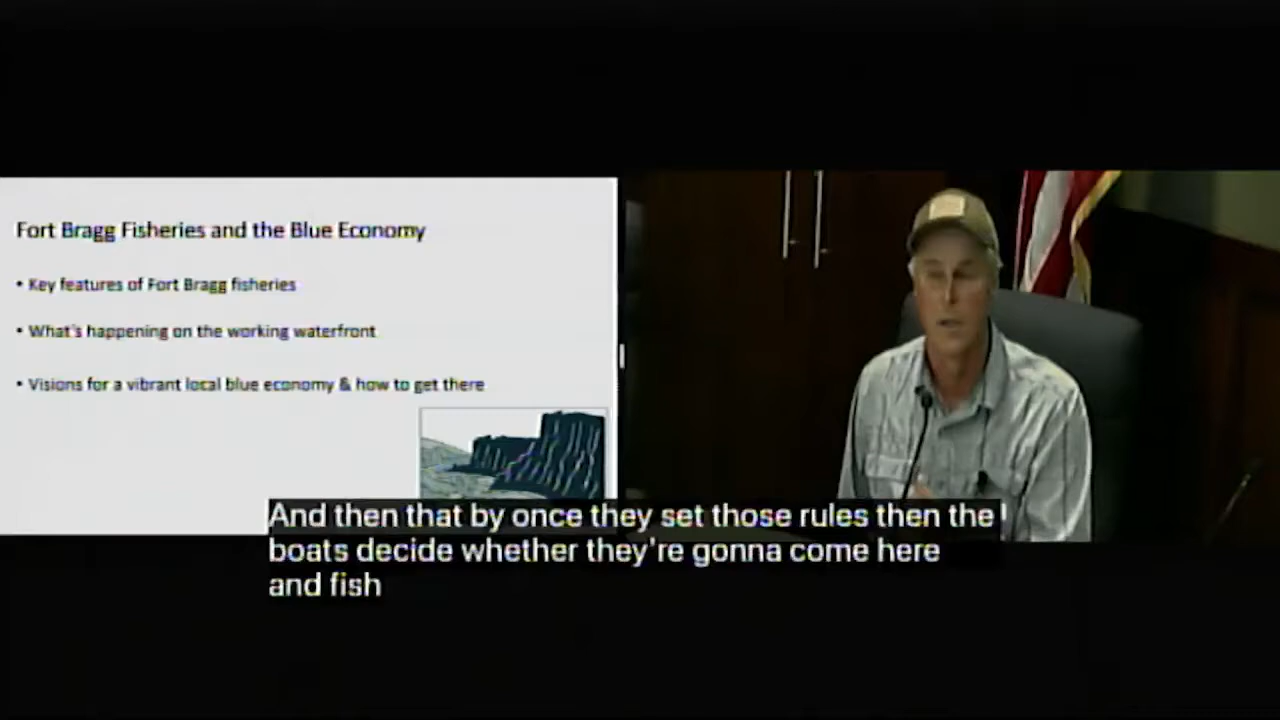 Fort Bragg Fisheries and the Blue Economy
• Key features of Fort Bragg fisheries
• What's happening on the working waterfront
• Visions for a vibrant local blue economy & how to get there
And then that by once they set those rules then the
boats decide whether they're gonna come here
and fish